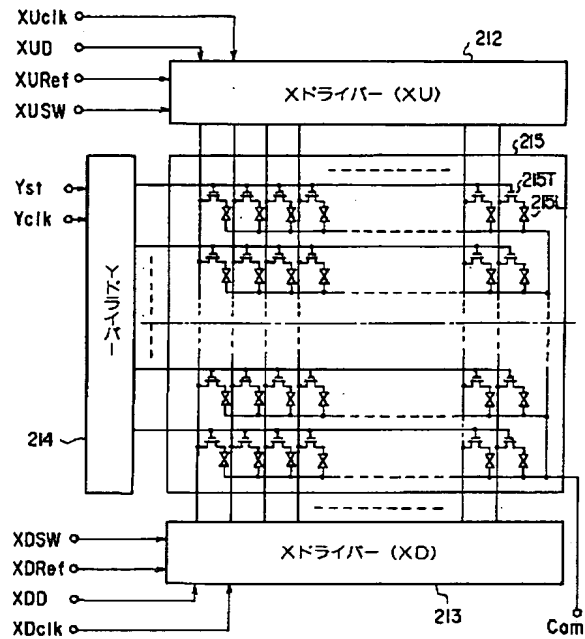 XUclk
XUD
XURef
XUSW
212
Xドライバー(XU)
215
215T
215L
Yst
Yclk
Yドライバー
214
XDSW
XDRef
XDD
XDclk
Xドライバー(XD)
213
Com